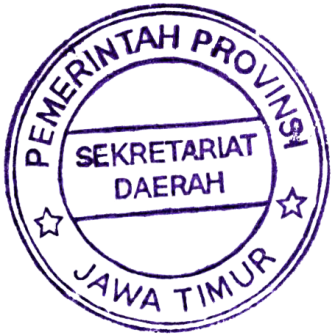 PEMERINTAH PROVINSI
SEKRETARIAT
DAERAH
JAWA TIMUR